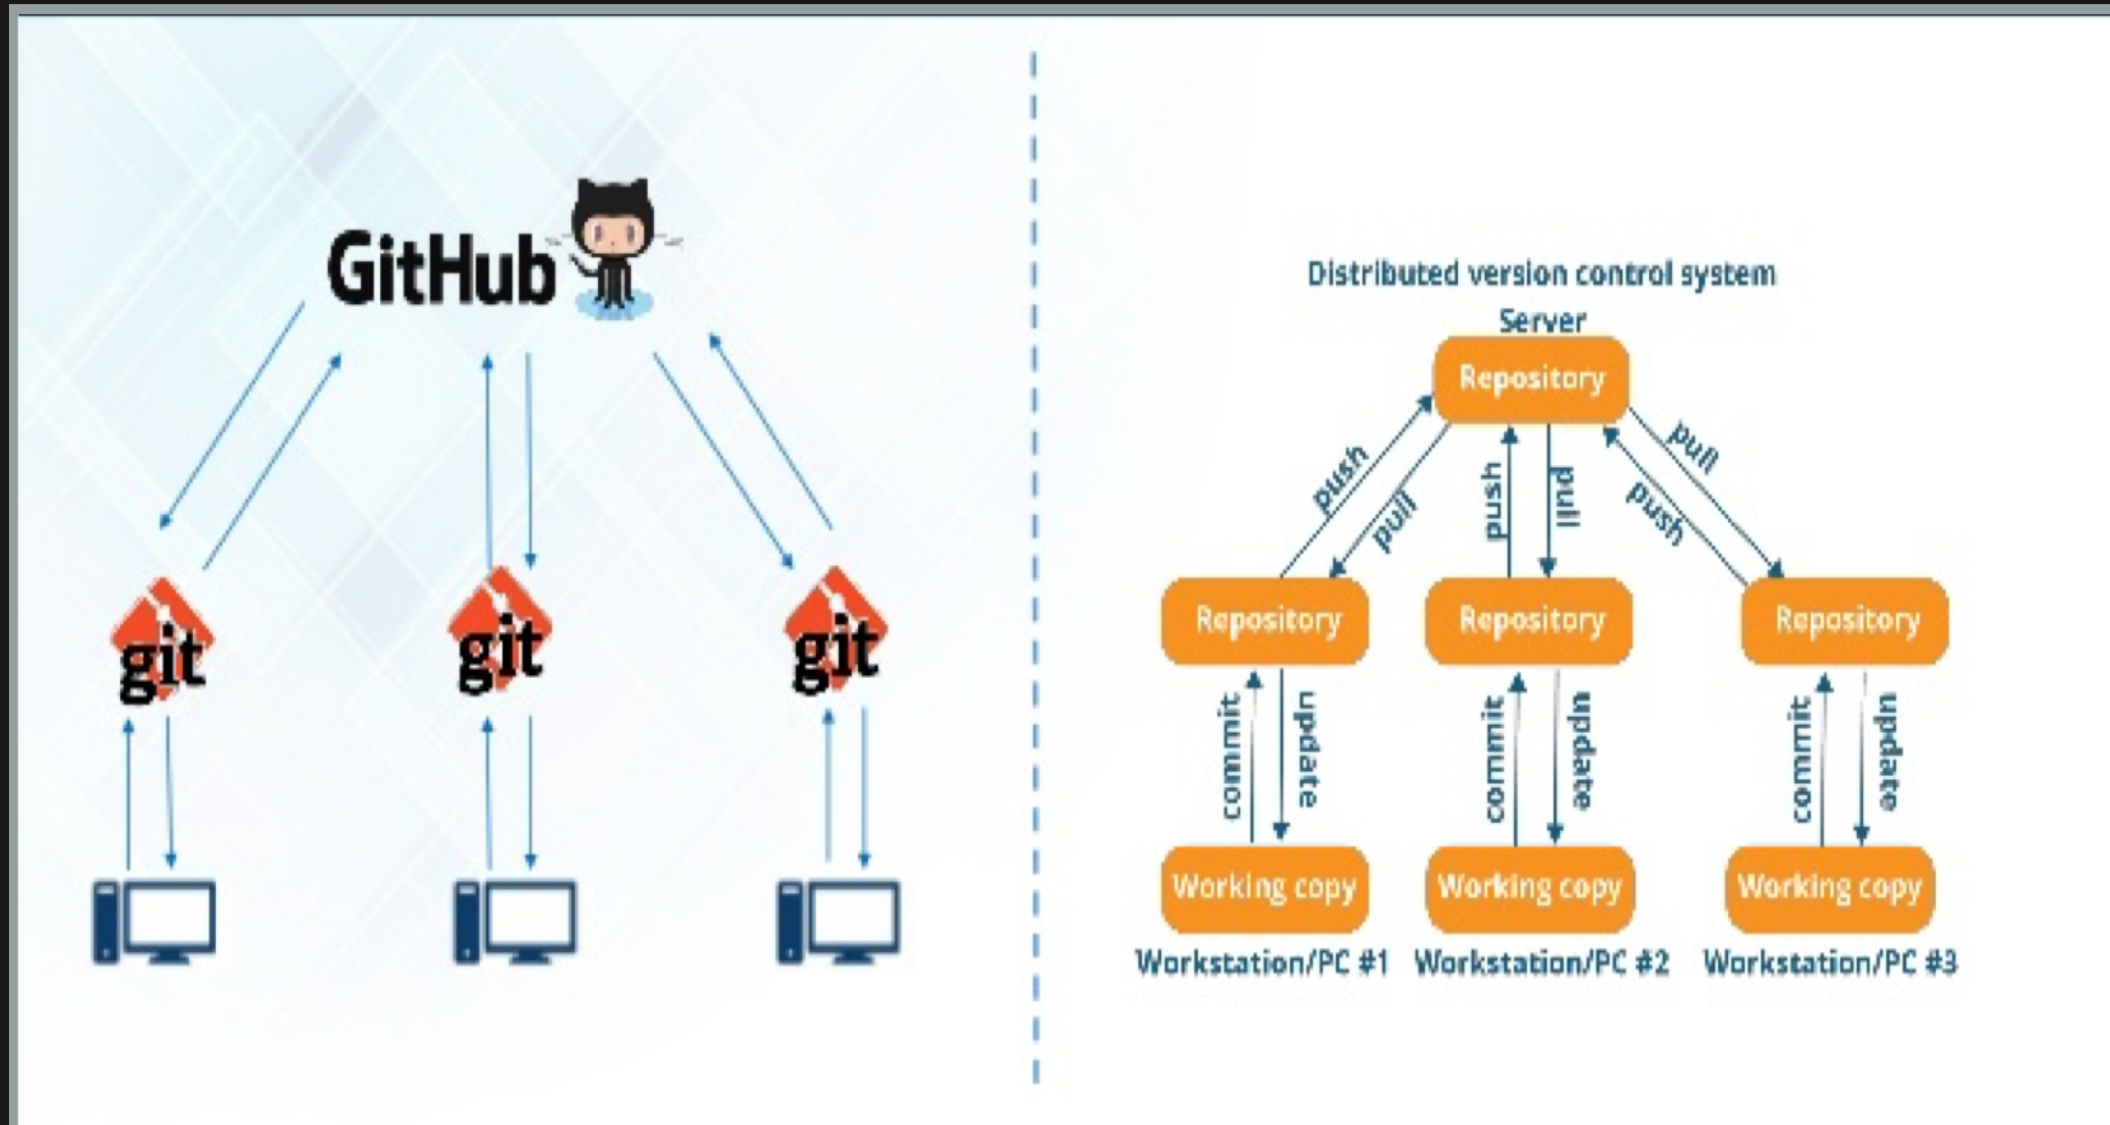 GitHub
git
git
git
Distributed version control system
Server
Repository
push
pull
push
pull
push
pull
Repository
Repository
Repository
commit
update
commit
update
commit
update
Working copy
Working copy
Working copy
Workstation/PC #1
Workstation/PC #2
Workstation/PC #3